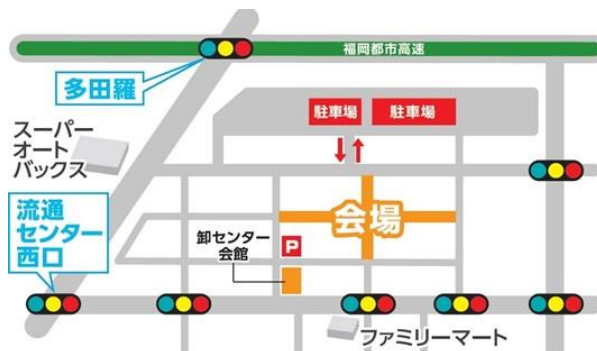 福岡都市高速
多田羅
駐車場
駐車場
スーパー
オート
バックス
流通
センター
西口
会場
卸センター
会館
P
ファミリーマート